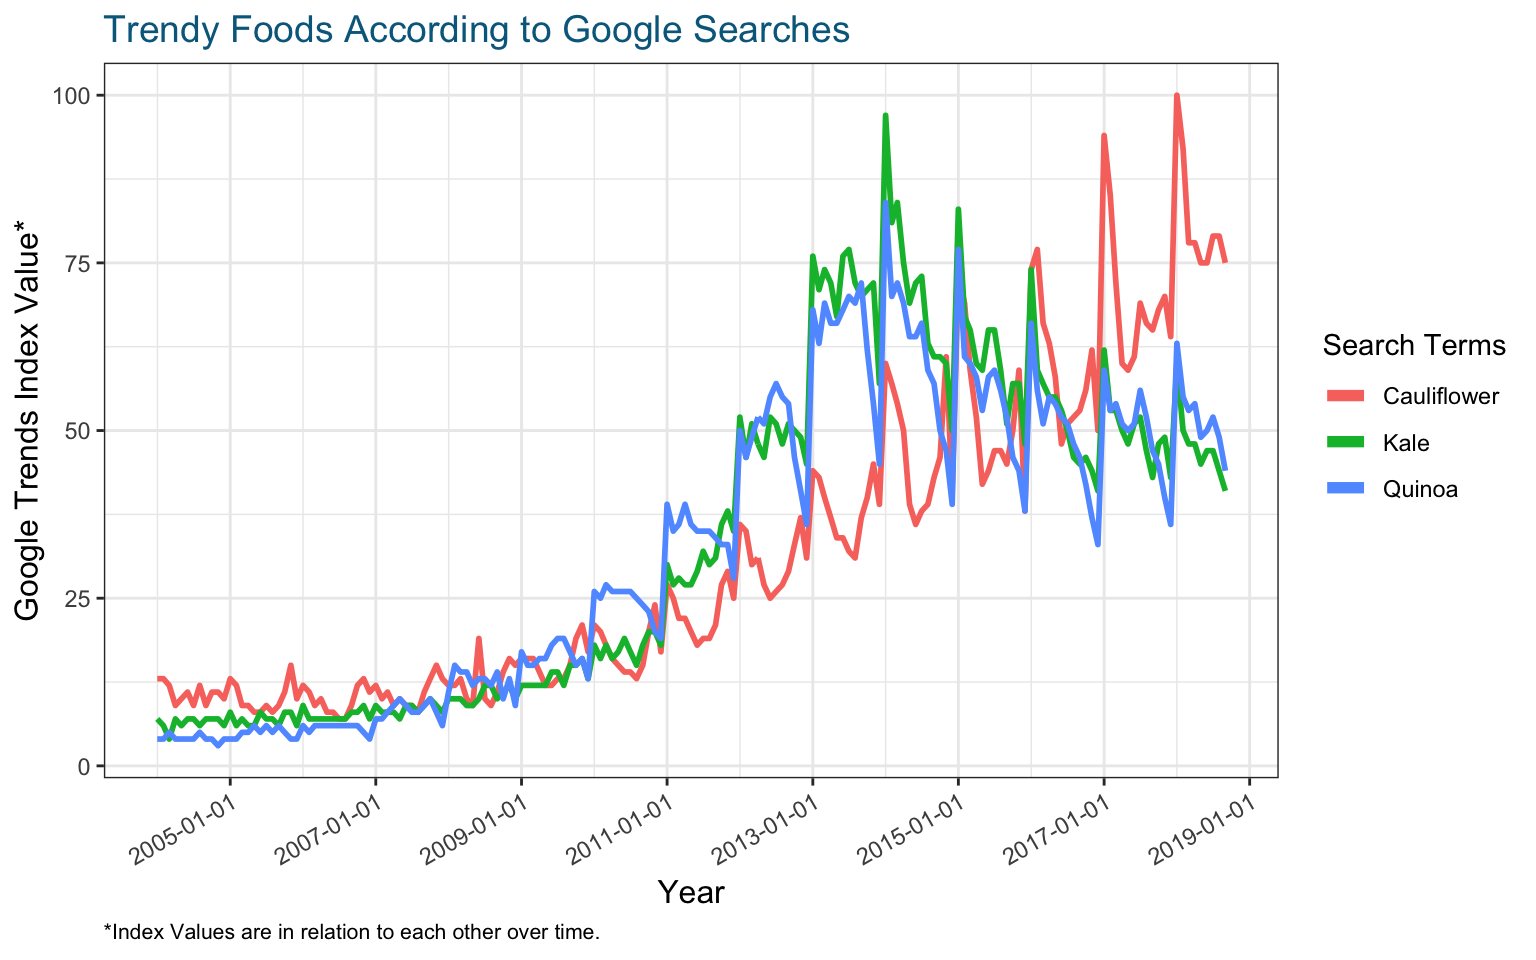 Trendy Foods According to Google Searches
Google Trends Index Value*
100
75
50
25
0
2005-01-01
2007-01-01
2009-01-01
2011-01-01
2013-01-01
2015-01-01
2017-01-01
2019-01-01
Year
Search Terms
Cauliflower
Kale
Quinoa
*Index Values are in relation to each other over time.